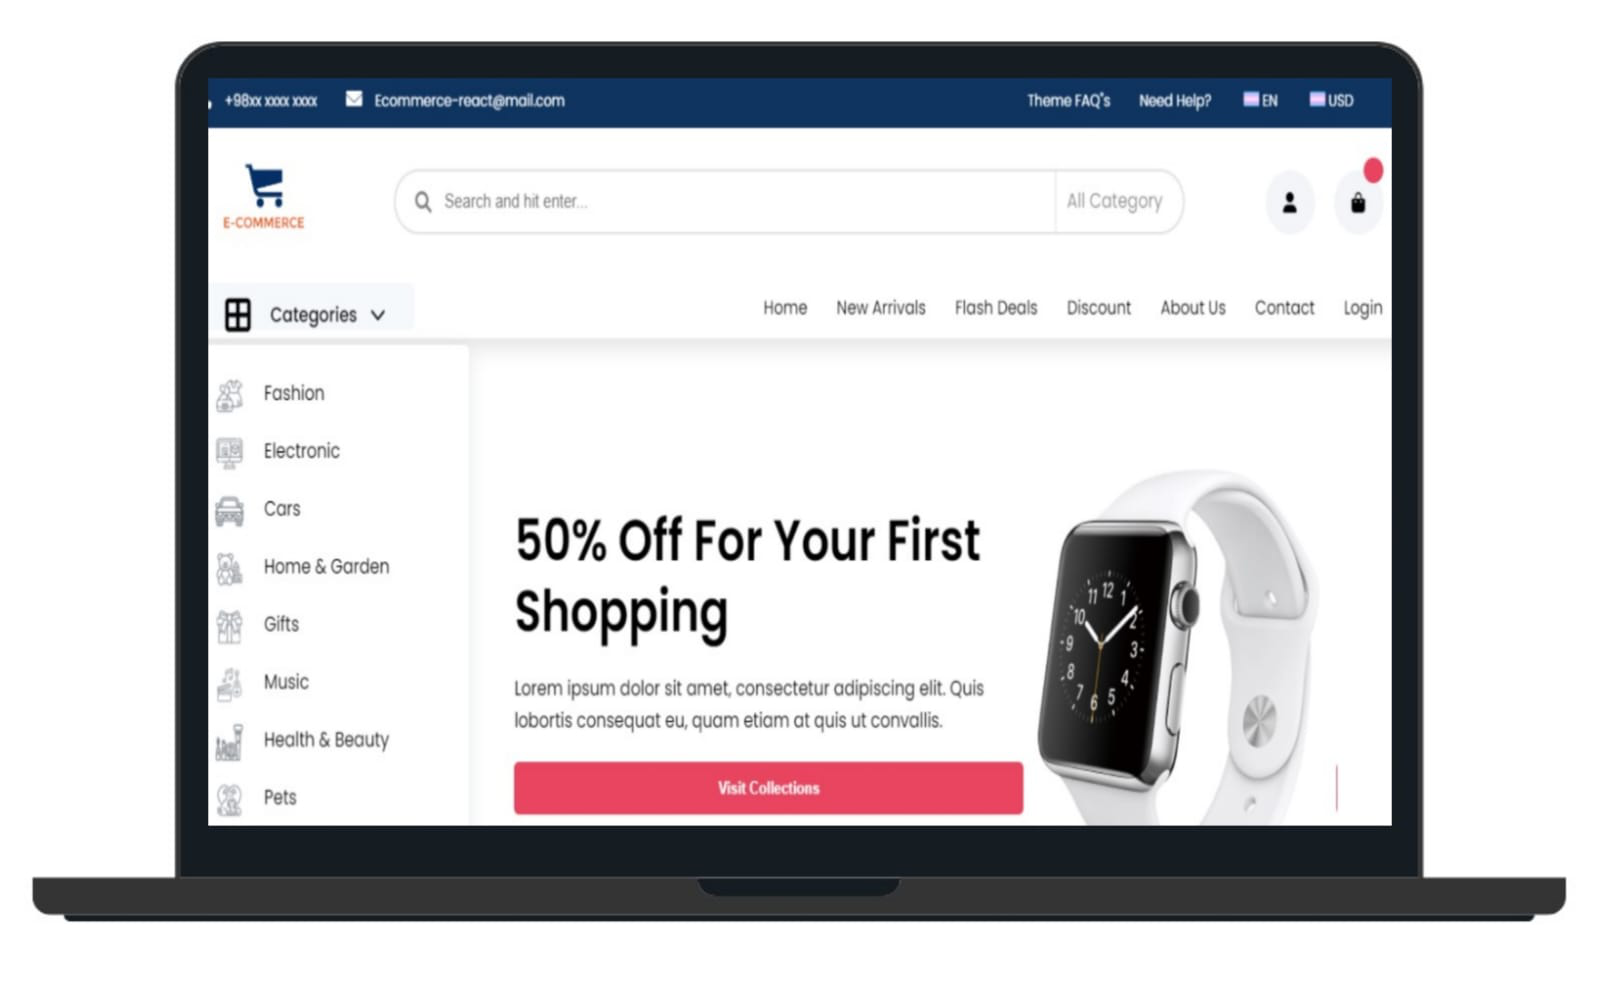 +98xx xxxx xxxx
Ecommerce-react@mail.com
Theme FAQ's
Need Help?
EN
USD
E-COMMERCE
Search and hit enter...
All Category
Categories
Home
New Arrivals
Flash Deals
Discount
About Us
Contact
Login
Fashion
Electronic
Cars
Home & Garden
Gifts
Music
Health & Beauty
Pets
50% Off For Your First
Shopping
Lorem ipsum dolor sit amet, consectetur adipiscing elit. Quis
lobortis consequat eu, quam etiam at quis ut convallis.
Visit Collections
11 12 1
10 2
9 3
8 4
7 6 5